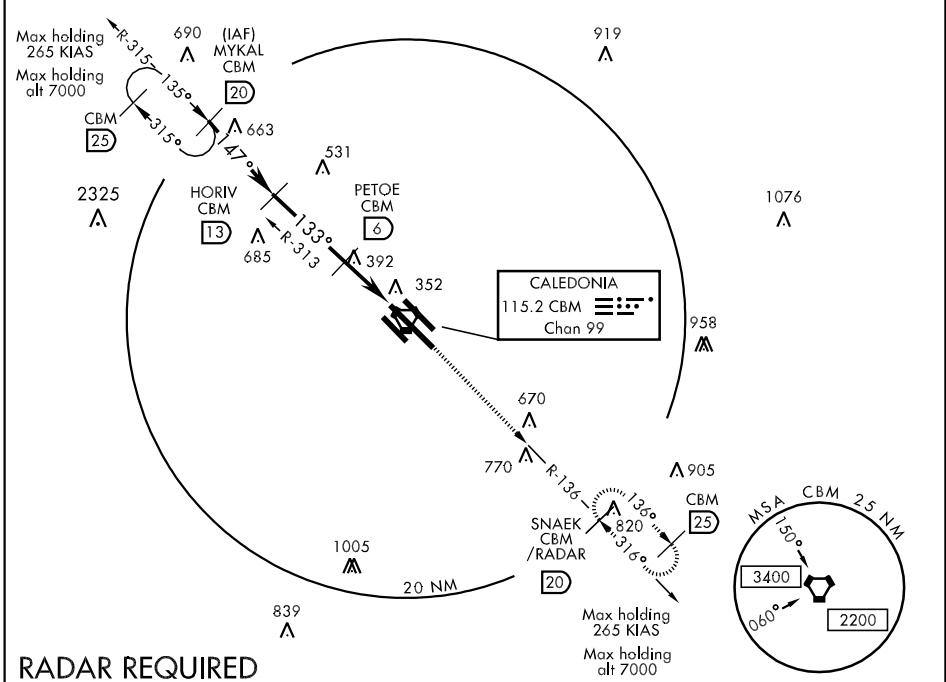 Max holding
265 KIAS
Max holding
alt 7000
R-315
135°
315°
CBM
25
690
(IAF)
MYKAL
CBM
20
663
147°
919
531
2325
HORIV
CBM
13
133°
R-313
685
PETOE
CBM
6
392
352
1076
CALEDONIA
115.2 CBM
Chan 99
958
670
770
R-136
905
SNAEK
CBM
/RADAR
20
136°
820
316°
CBM
25
Max holding
265 KIAS
Max holding
alt 7000
1005
20 NM
839
MSA CBM 25 NM
150°
3400
060°
2200
RADAR REQUIRED